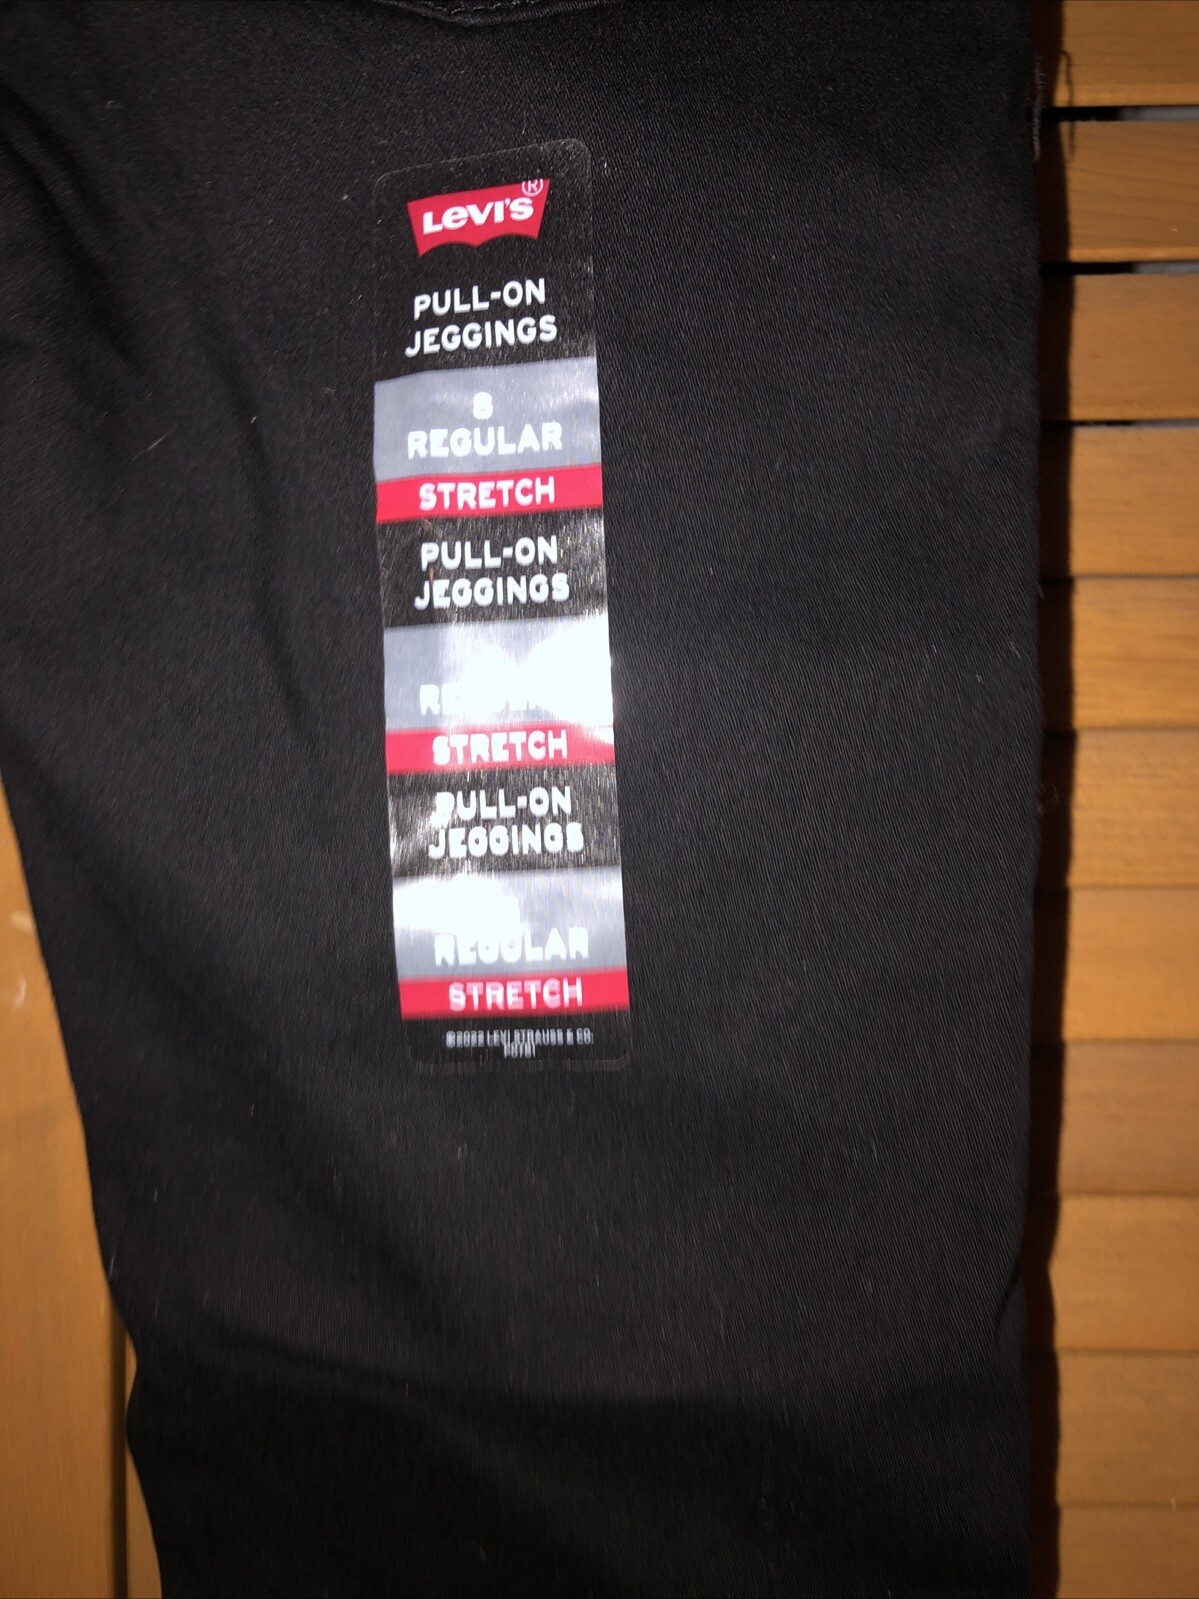 Levi's®
PULL-ON
JEGGINGS
8
REGULAR
STRETCH
PULL-ON
JEGGINGS
REGULAR
STRETCH
PULL-ON
JEGGINGS
REGULAR
STRETCH
©2022 LEVI STRAUSS & CO.